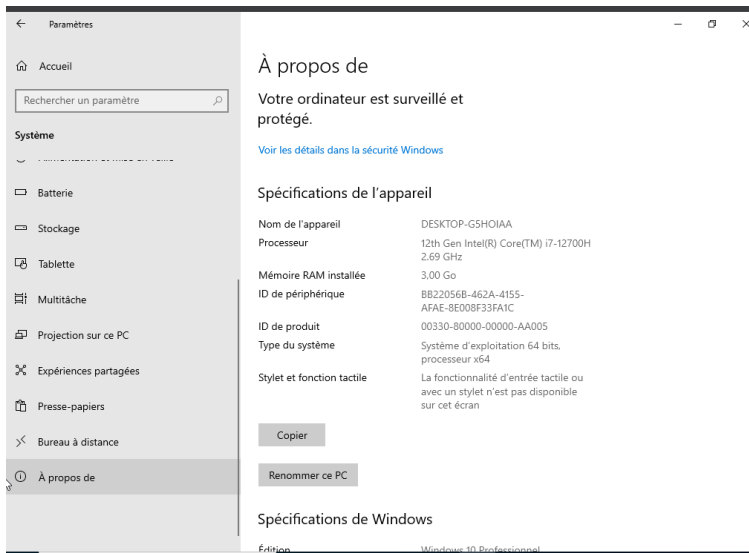 Paramètres
Accueil
Rechercher un paramètre
Système
Batterie
Stockage
Tablette
Multitâche
Projection sur ce PC
Expériences partagées
Presse-papiers
Bureau à distance
À propos de
À propos de
Votre ordinateur est surveillé et
protégé.
Voir les détails dans la sécurité Windows
Spécifications de l'appareil
Nom de l'appareil DESKTOP-G5HOIAA
Processeur 12th Gen Intel(R) Core(TM) i7-12700H
2.69 GHz
Mémoire RAM installée 3,00 Go
ID de périphérique BB22056B-462A-4155-
AFAE-8E008F33FA1C
ID de produit 00330-80000-00000-AA005
Type du système Système d'exploitation 64 bits,
processeur x64
Stylet et fonction tactile La fonctionnalité d'entrée tactile ou
avec un stylet n'est pas disponible
sur cet écran
Copier
Renommer ce PC
Spécifications de Windows
Édition Windows 10 Professionnel